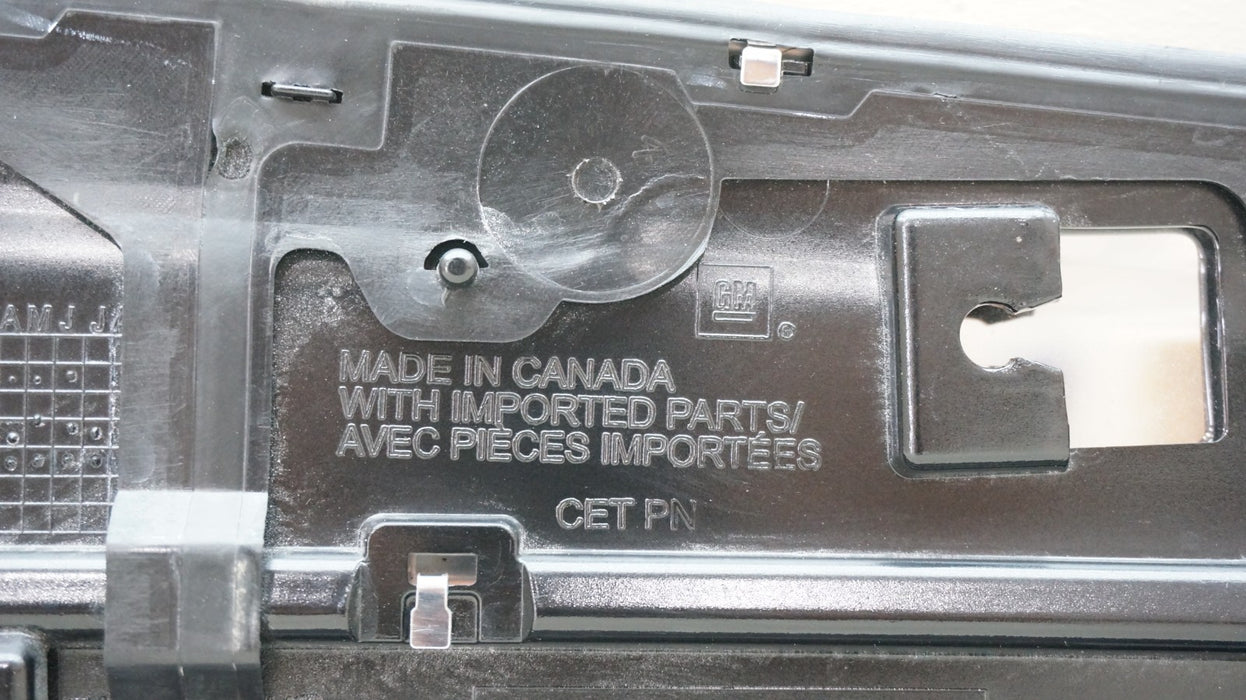 GM
©
A M J J
MADE IN CANADA
WITH IMPORTED PARTS/
AVEC PIÈCES IMPORTÉES
CET PN